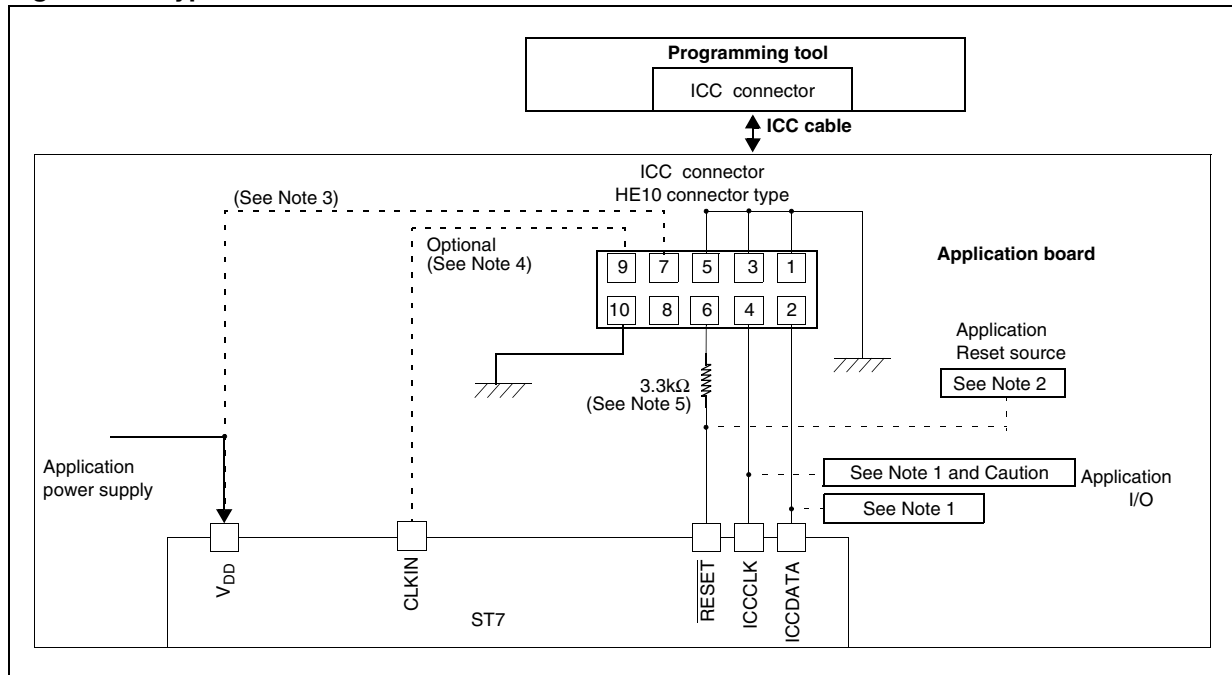 Programming tool
ICC connector
ICC cable
ICC connector
HE10 connector type
(See Note 3)
Optional
(See Note 4)
9 7 5 3 1
10 8 6 4 2
Application board
Application
Reset source
See Note 2
3.3kΩ
(See Note 5)
Application
power supply
See Note 1 and Caution
See Note 1
Application
I/O
VDD
CLKIN
RESET
ICCCLK
ICCDATA
ST7